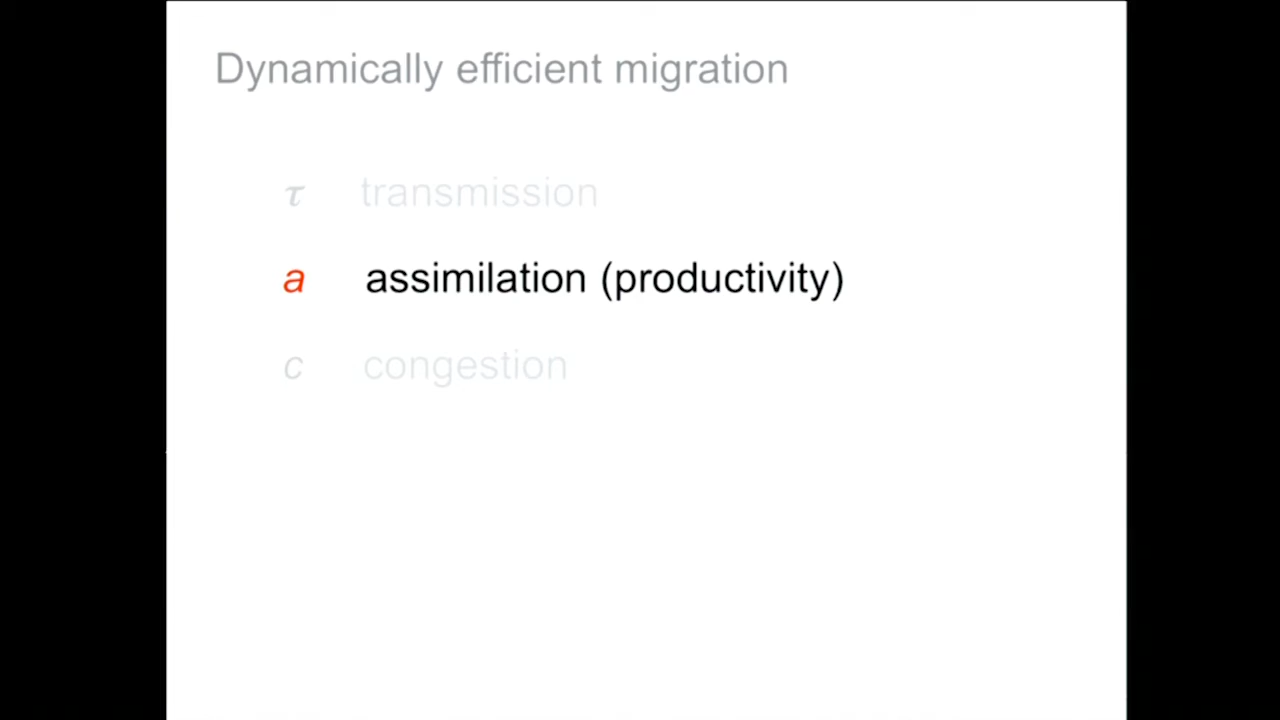 Dynamically efficient migration
τ transmission
a assimilation (productivity)
c congestion